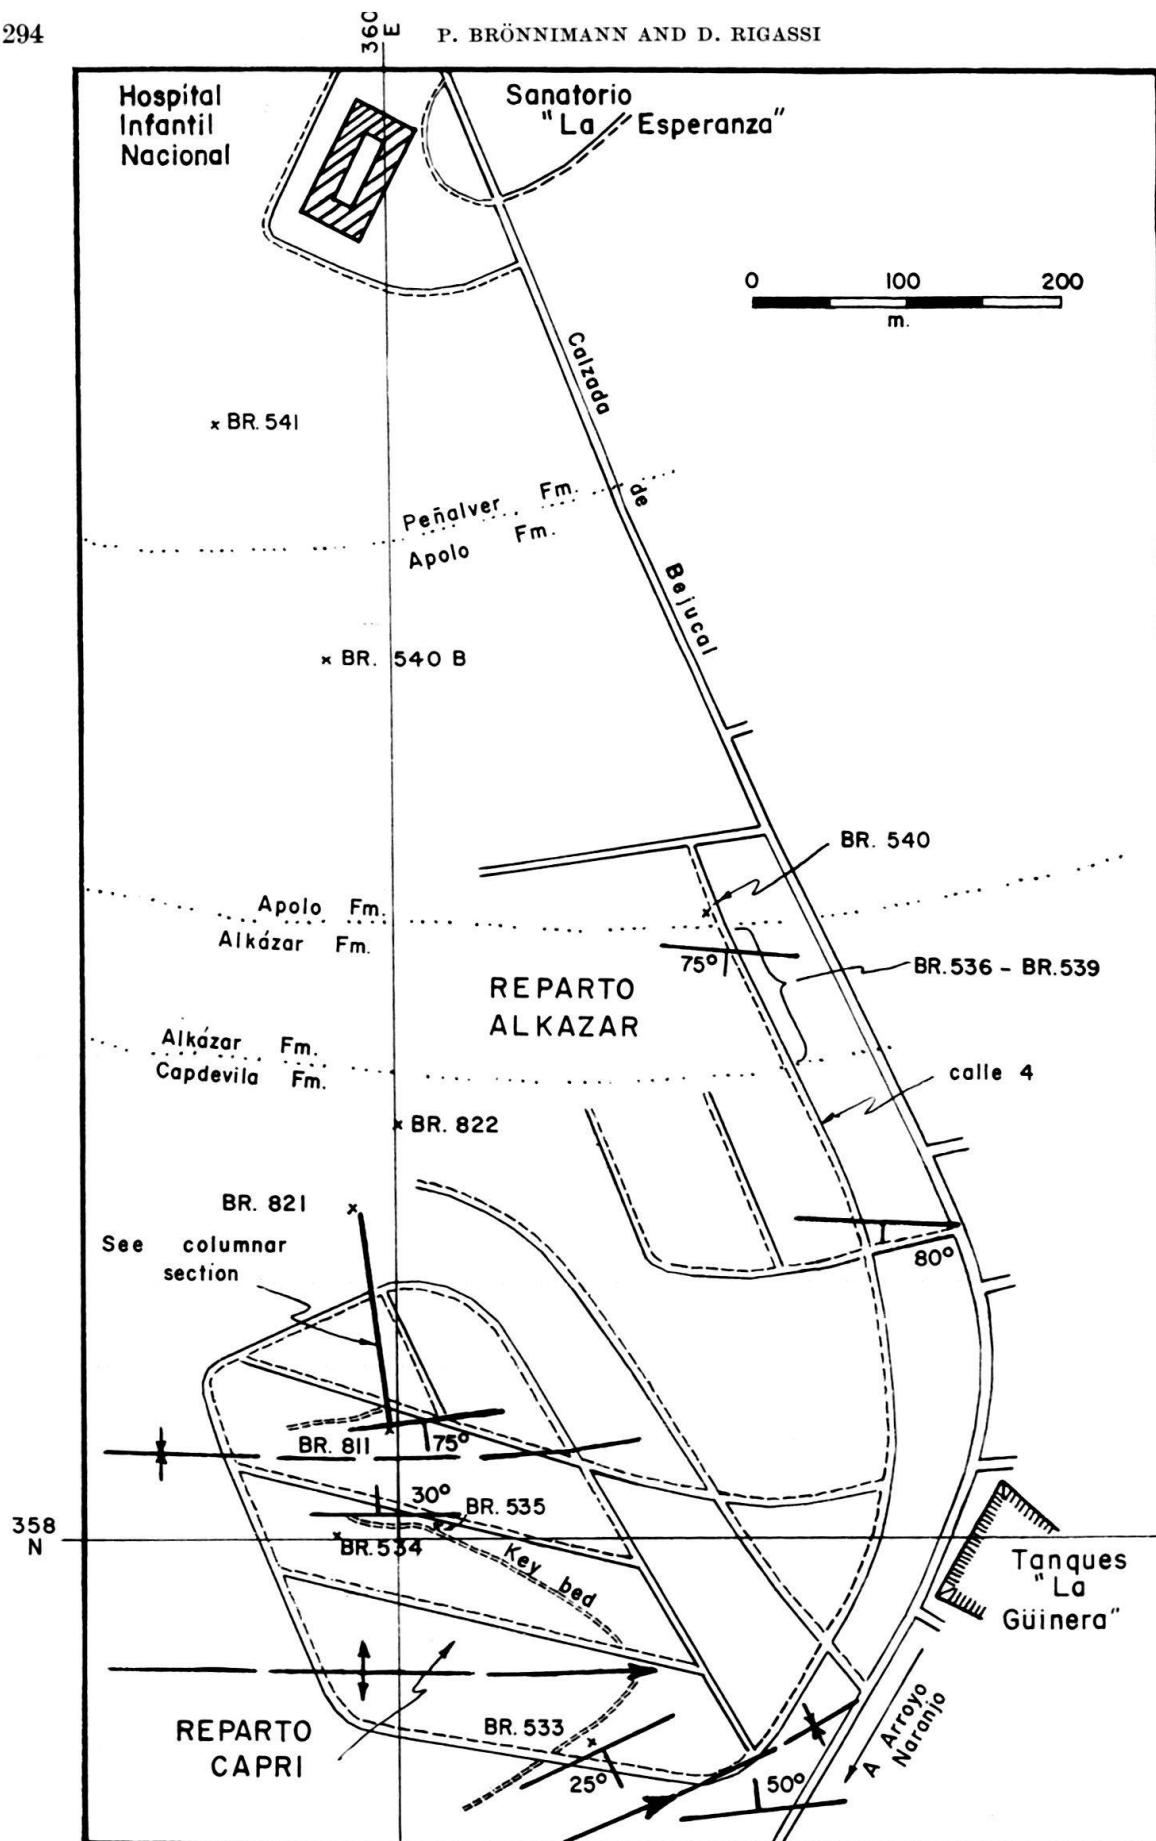 294
P. BRÖNNIMANN AND D. RIGASSI
360
E
Hospital
Infantil
Nacional
Sanatorio
"La Esperanza"
0 100 200
m.
Calzada de Bejucal
x BR. 541
Peñalver Fm.
Apolo Fm.
x BR. 540 B
BR. 540
Apolo Fm.
Alkázar Fm.
75°
BR.536 - BR.539
REPARTO
ALKAZAR
Alkázar Fm.
Capdevila Fm.
calle 4
x BR. 822
BR. 821 x
See columnar
section
80°
BR. 811
75°
30°
BR. 535
358
N
BR. 534
Key bed
Tanques
"La
Güinera"
REPARTO
CAPRI
BR. 533
25°
50°
A Arroyo
Naranjo